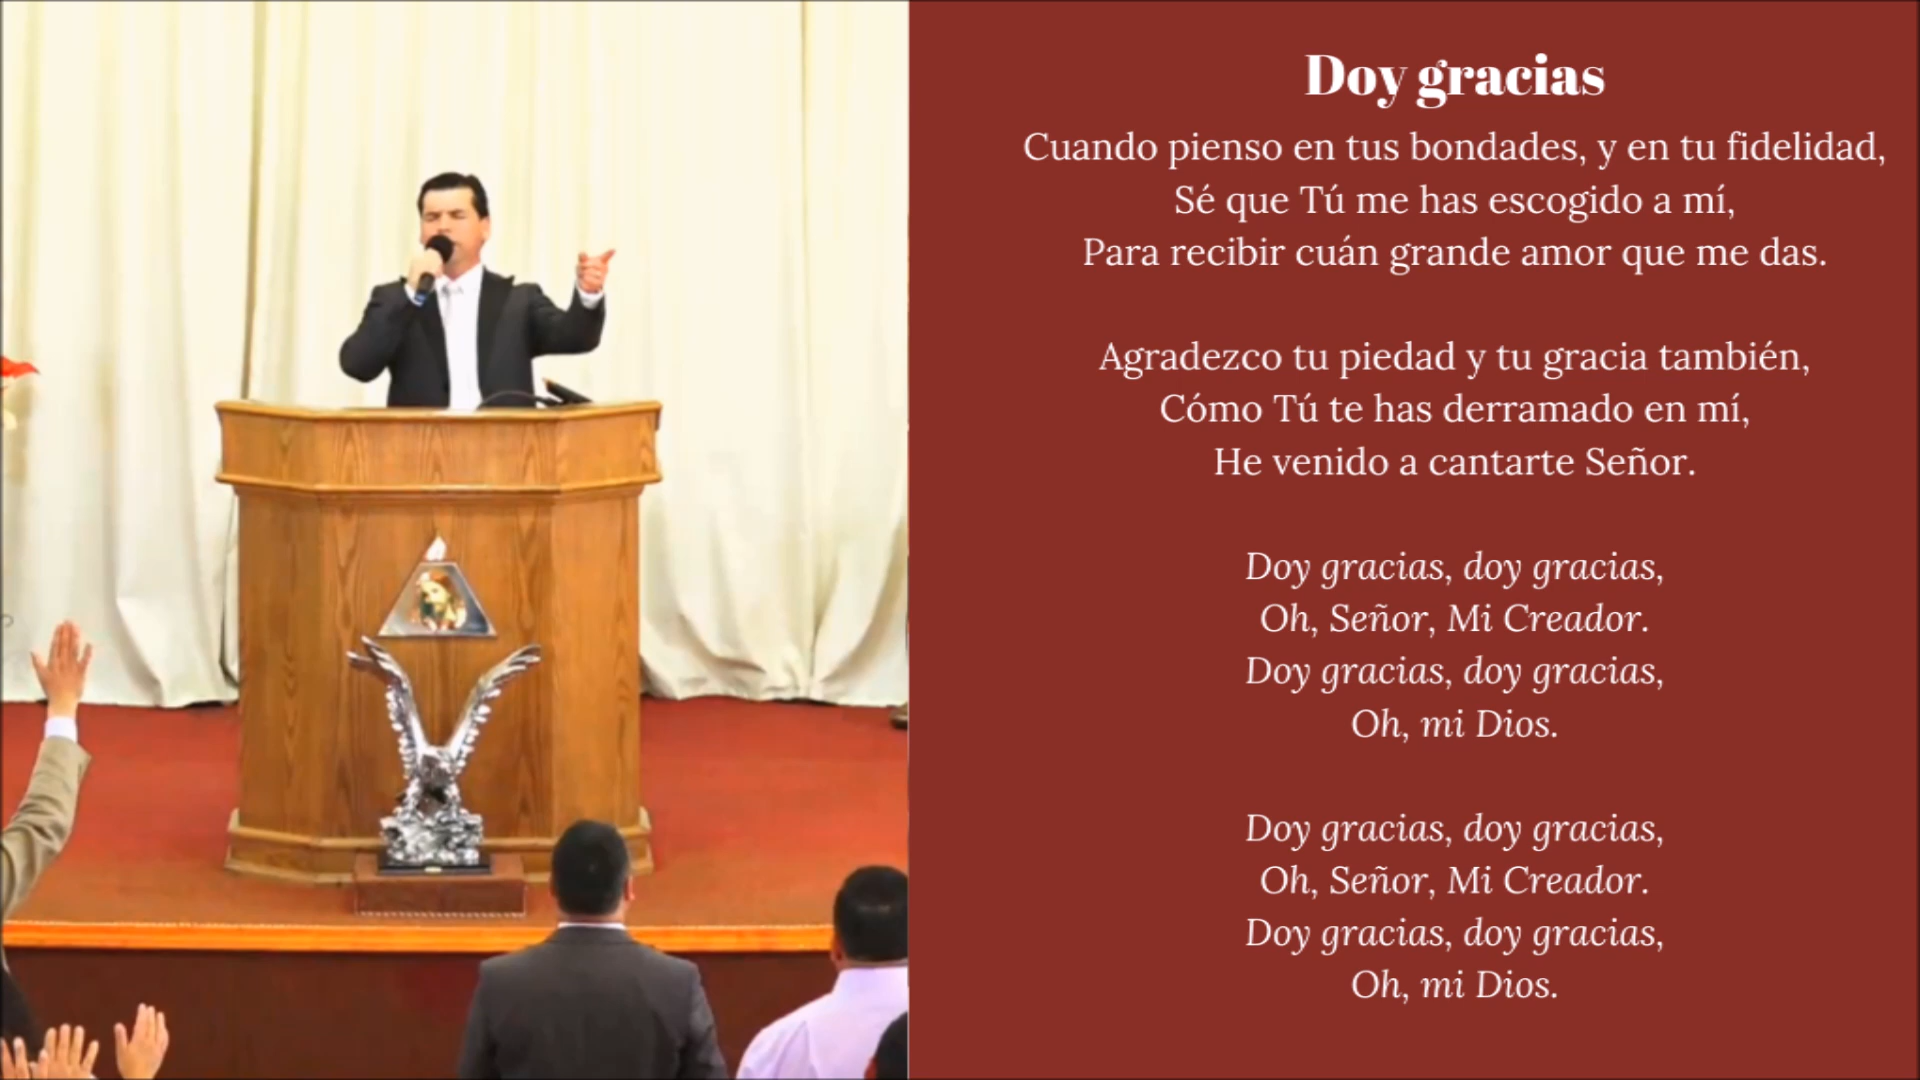 Doy gracias
Cuando pienso en tus bondades, y en tu fidelidad,
Sé que Tú me has escogido a mí,
Para recibir cuán grande amor que me das.
Agradezco tu piedad y tu gracia también,
Cómo Tú te has derramado en mí,
He venido a cantarte Señor.
Doy gracias, doy gracias,
Oh, Señor, Mi Creador.
Doy gracias, doy gracias,
Oh, mi Dios.
Doy gracias, doy gracias,
Oh, Señor, Mi Creador.
Doy gracias, doy gracias,
Oh, mi Dios.